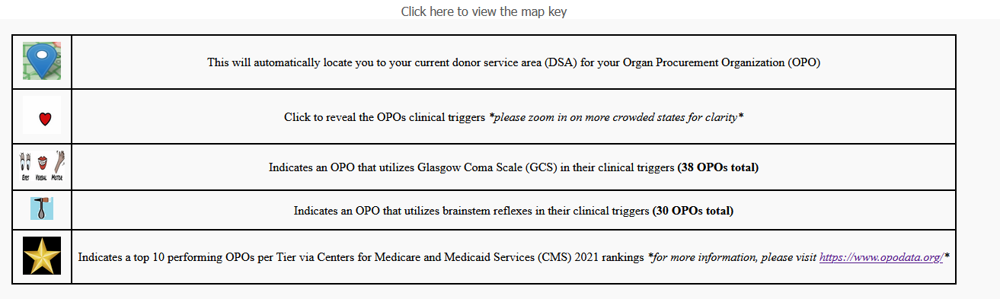 Click here to view the map key
This will automatically locate you to your current donor service area (DSA) for your Organ Procurement Organization (OPO)
Click to reveal the OPOs clinical triggers *please zoom in on more crowded states for clarity*
EYES VERBAL MOTOR
Indicates an OPO that utilizes Glasgow Coma Scale (GCS) in their clinical triggers (38 OPOs total)
Indicates an OPO that utilizes brainstem reflexes in their clinical triggers (30 OPOs total)
Indicates a top 10 performing OPOs per Tier via Centers for Medicare and Medicaid Services (CMS) 2021 rankings *for more information, please visit https://www.opodata.org/*